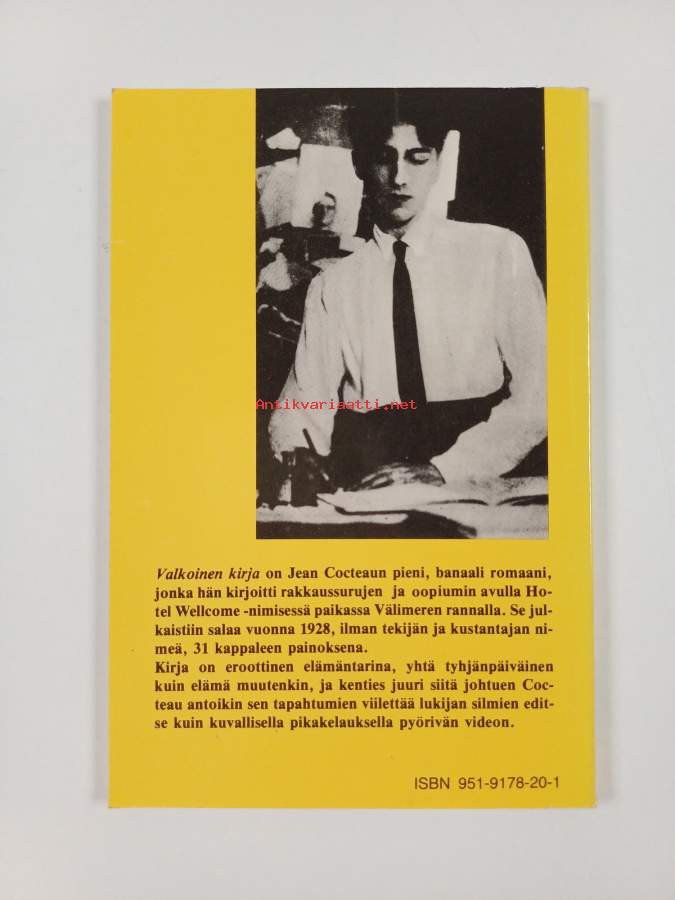 Antikvariaatti.net
Valkoinen kirja on Jean Cocteaun pieni, banaali romaani,
jonka hän kirjoitti rakkaussurujen ja oopiumin avulla Ho-
tel Wellcome -nimisessä paikassa Välimeren rannalla. Se jul-
kaistiin salaa vuonna 1928, ilman tekijän ja kustantajan ni-
meä, 31 kappaleen painoksena.
Kirja on eroottinen elämäntarina, yhtä tyhjänpäiväinen
kuin elämä muutenkin, ja kenties juuri siitä johtuen Coc-
teau antoikin sen tapahtumien viilettää lukijan silmien edit-
se kuin kuvallisella pikakelauksella pyörivän videon.
ISBN 951-9178-20-1